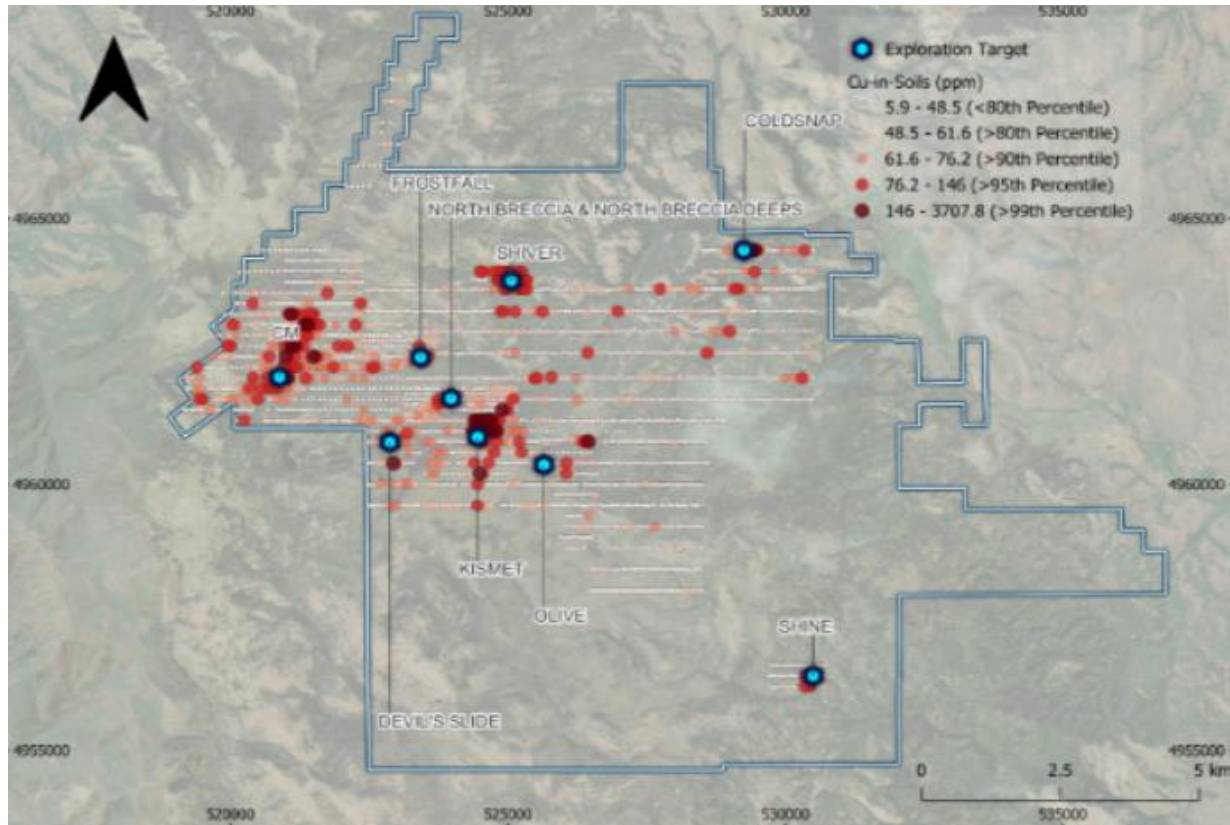 520000 525000 530000 535000
Exploration Target
Cu-in-Soils (ppm)
5.9 - 48.5 (<80th Percentile)
48.5 - 61.6 (>80th Percentile)
61.6 - 76.2 (>90th Percentile)
76.2 - 146 (>95th Percentile)
146 - 3707.8 (>99th Percentile)
COLDSNAP
FROSTFALL
NORTH BRECCIA & NORTH BRECCIA DEEPS
4965000 4965000
SHIVER
CM
4960000 4960000
KISMET
OLIVE
SHINE
DEVIL'S SLIDE
4955000 4955000
0 2.5 5 km
520000 525000 530000 535000